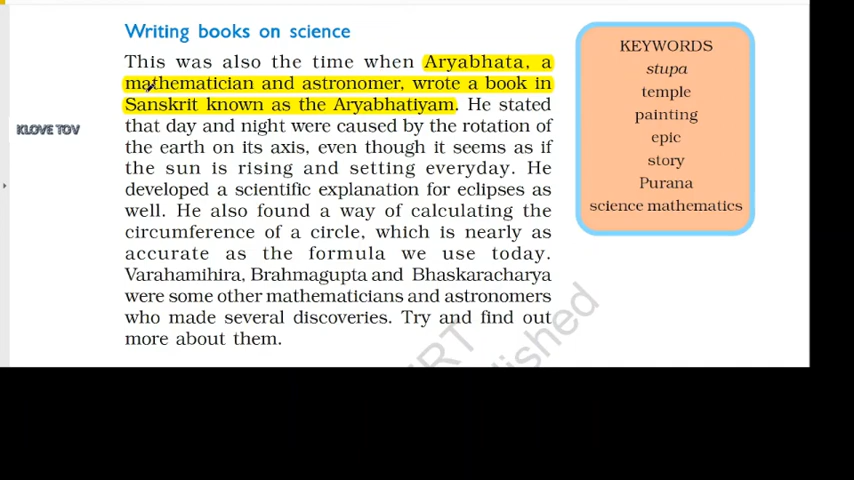 Writing books on science
This was also the time when Aryabhata, a
mathematician and astronomer, wrote a book in
Sanskrit known as the Aryabhatiyam. He stated
that day and night were caused by the rotation of
the earth on its axis, even though it seems as if
the sun is rising and setting everyday. He
developed a scientific explanation for eclipses as
well. He also found a way of calculating the
circumference of a circle, which is nearly as
accurate as the formula we use today.
Varahamihira, Brahmagupta and Bhaskaracharya
were some other mathematicians and astronomers
who made several discoveries. Try and find out
more about them.
KEYWORDS
stupa
temple
painting
epic
story
Purana
science mathematics
KLOVE TOV